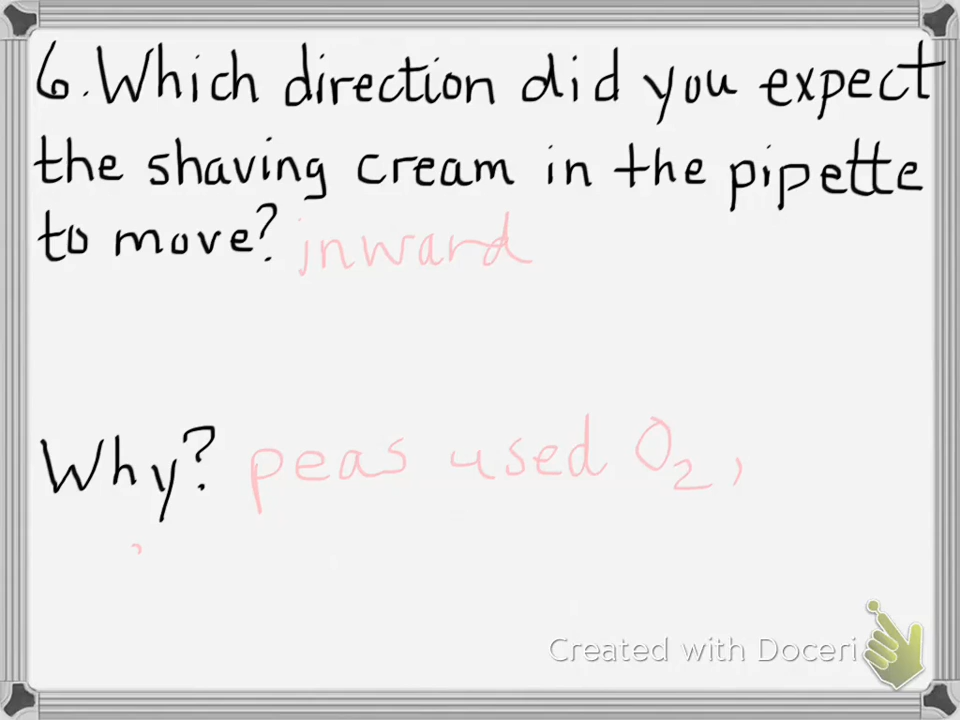 6. Which direction did you expect
the shaving cream in the pipette
to move? inward
Why? peas used O₂,
Created with Doceri